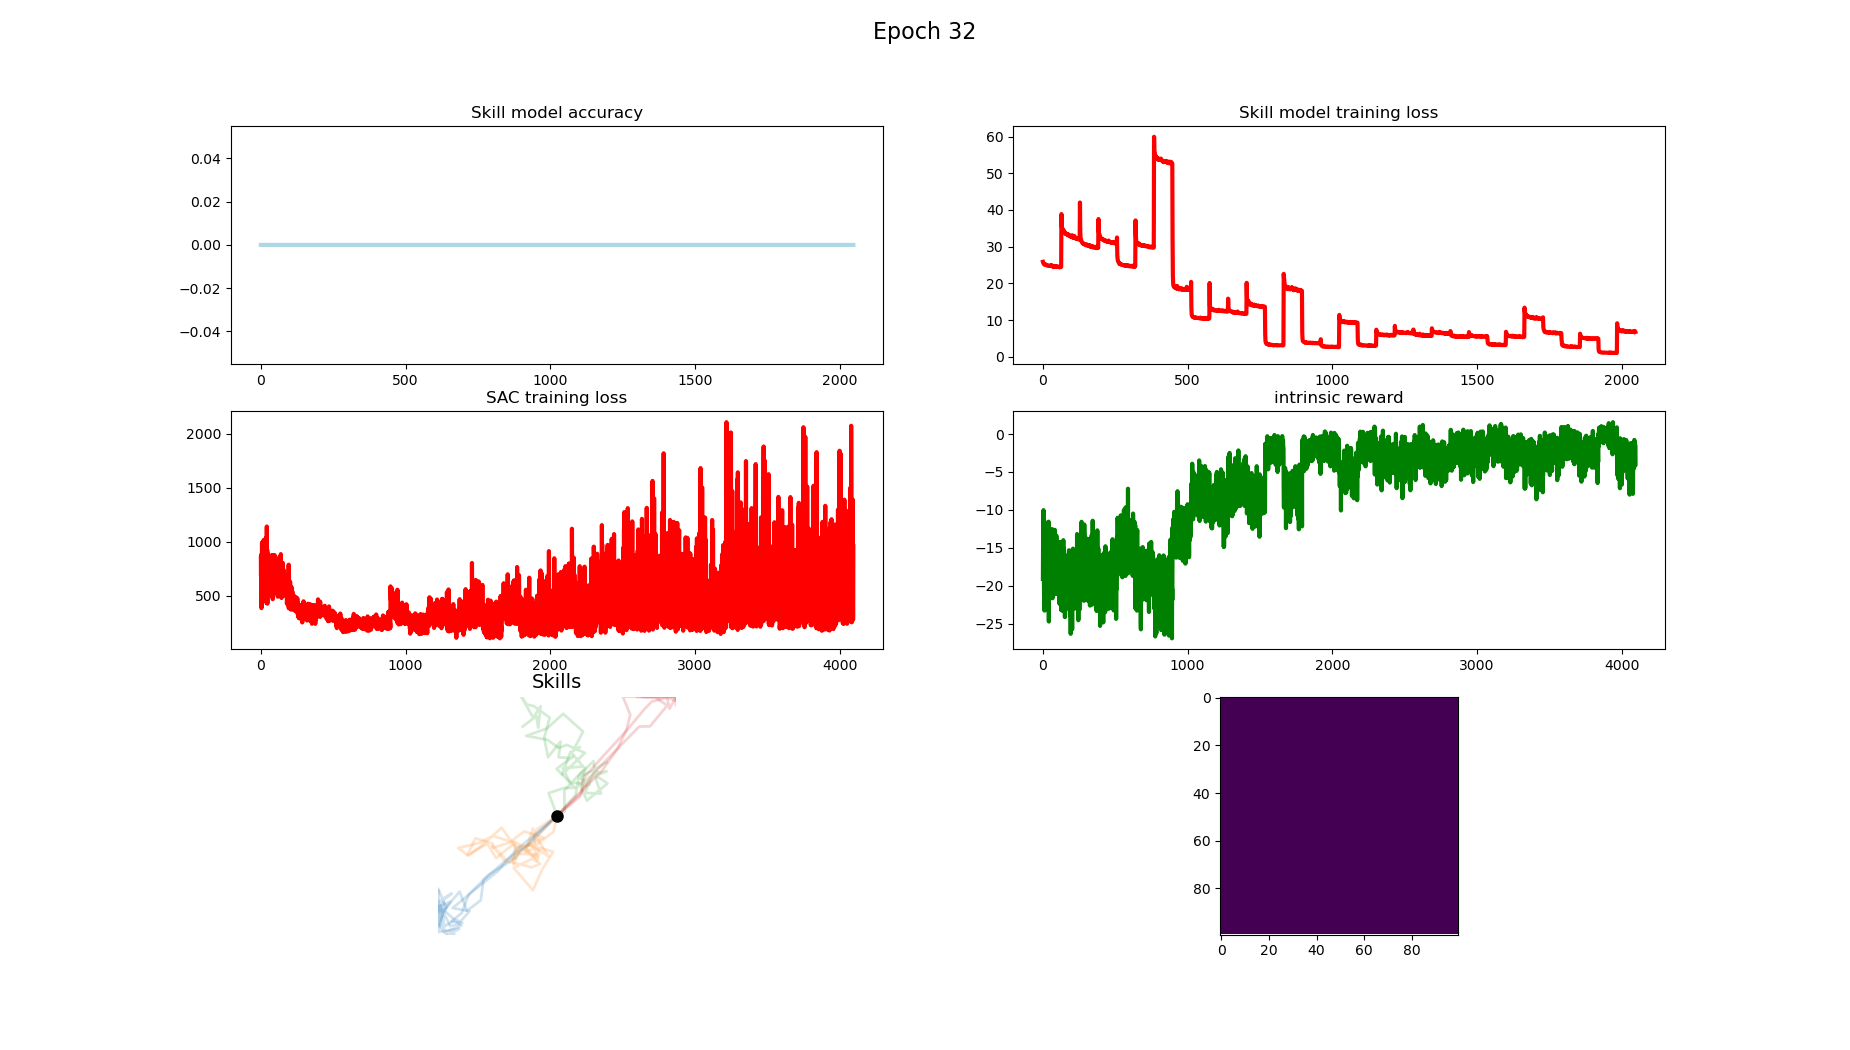 Epoch 32
Skill model accuracy
0.04
0.02
0.00
−0.02
−0.04
0 500 1000 1500 2000
Skill model training loss
60
50
40
30
20
10
0
0 500 1000 1500 2000
SAC training loss
2000
1500
1000
500
0 1000 2000 3000 4000
intrinsic reward
0
−5
−10
−15
−20
−25
0 1000 2000 3000 4000
Skills
0
20
40
60
80
0 20 40 60 80